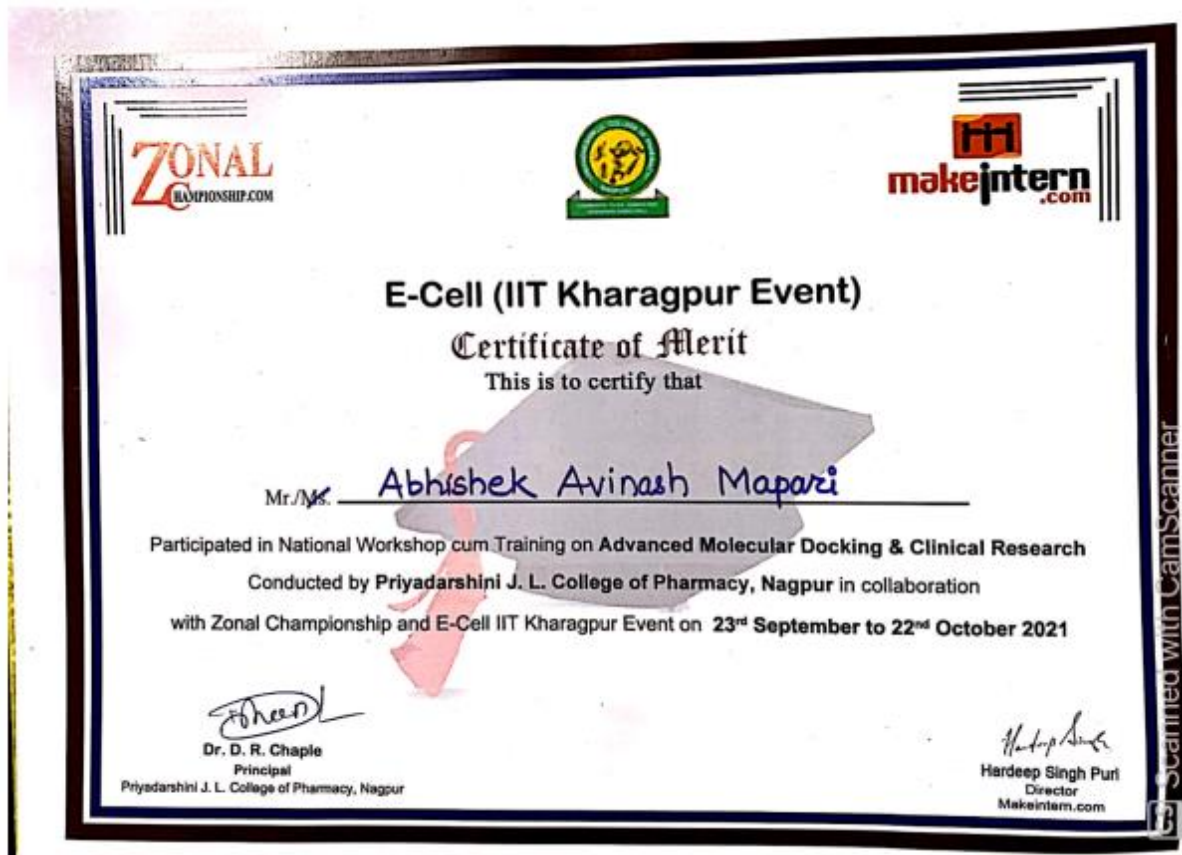 ZONAL
CHAMPIONSHIP.COM
makeintern
.com
E-Cell (IIT Kharagpur Event)
Certificate of Merit
This is to certify that
Mr./Ms. Abhishek Avinash Mapari
Participated in National Workshop cum Training on Advanced Molecular Docking & Clinical Research
Conducted by Priyadarshini J. L. College of Pharmacy, Nagpur in collaboration
with Zonal Championship and E-Cell IIT Kharagpur Event on 23rd September to 22nd October 2021
Dr. D. R. Chaple
Principal
Priyadarshini J. L. College of Pharmacy, Nagpur
Hardeep Singh Puri
Director
Makeintern.com
CS Scanned with CamScanner